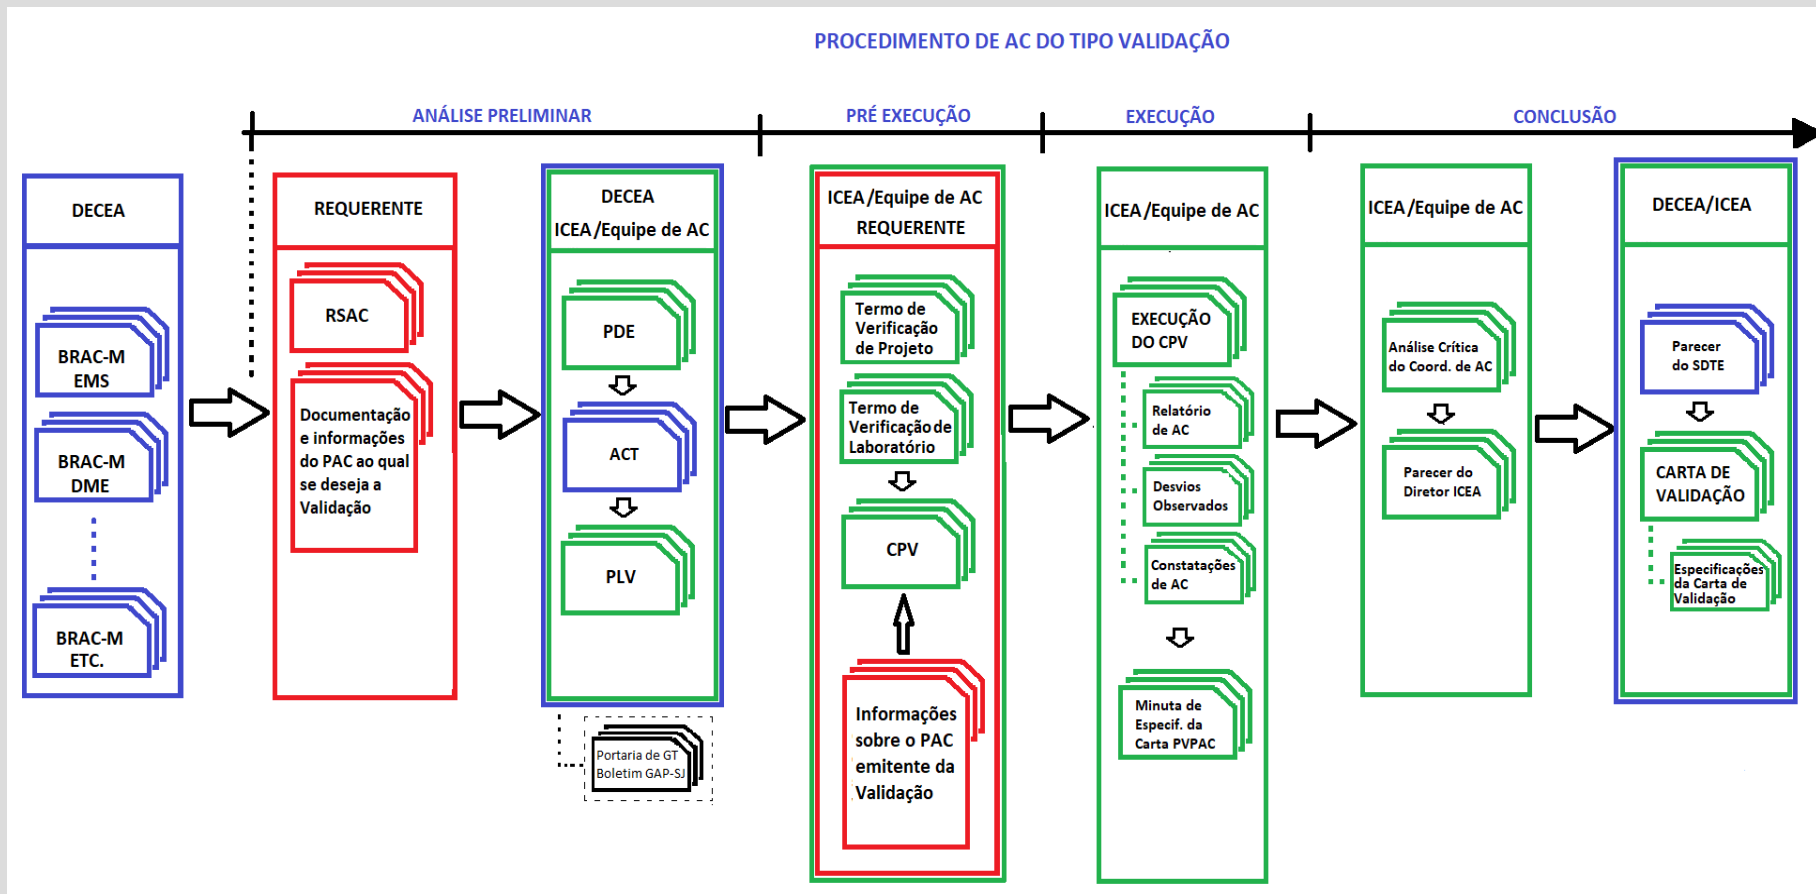 PROCEDIMENTO DE AC DO TIPO VALIDAÇÃO
ANÁLISE PRELIMINAR
PRÉ EXECUÇÃO
EXECUÇÃO
CONCLUSÃO
DECEA
BRAC-M
EMS
BRAC-M
DME
BRAC-M
ETC.
REQUERENTE
RSAC
Documentação
e informações
do PAC ao qual
se deseja a
Validação
DECEA
ICEA/Equipe de AC
PDE
ACT
PLV
Portaria de GT
Boletim GAP-SJ
ICEA/Equipe de AC
REQUERENTE
Termo de
Verificação
de Projeto
Termo de
Verificação de
Laboratório
CPV
Informações
sobre o PAC
emitente da
Validação
ICEA/Equipe de AC
EXECUÇÃO
DO CPV
Relatório
de AC
Desvios
Observados
Constatações
de AC
Minuta de
Especif. da
Carta PVPAC
ICEA/Equipe de AC
Análise Crítica
do Coord. de AC
Parecer do
Diretor ICEA
DECEA/ICEA
Parecer
do SDTE
CARTA DE
VALIDAÇÃO
Especificações
da Carta de
Validação